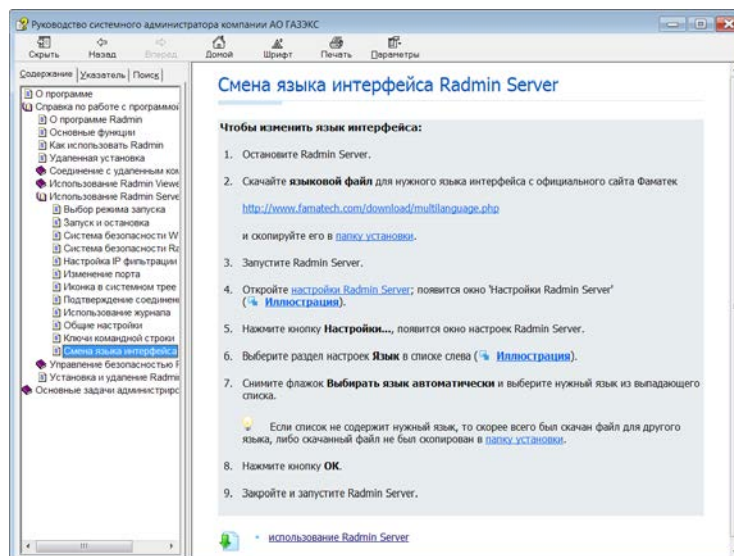 Руководство системного администратора компании АО ГАЗЭКС
Скрыть Назад Вперед Домой Шрифт Печать Параметры
Содержание Указатель Поиск
О программе
Справка по работе с программой
О программе Radmin
Основные функции
Как использовать Radmin
Удаленная установка
Соединение с удаленным ком
Использование Radmin Viewe
Использование Radmin Serve
Выбор режима запуска
Запуск и остановка
Система безопасности W
Система безопасности Ra
Настройка IP фильтрации
Изменение порта
Иконка в системном трее
Подтверждение соединен
Использование журнала
Общие настройки
Ключи командной строки
Смена языка интерфейса
Управление безопасностью F
Установка и удаление Radmi
Основные задачи администрирс
Смена языка интерфейса Radmin Server
Чтобы изменить язык интерфейса:
1. Остановите Radmin Server.
2. Скачайте языковой файл для нужного языка интерфейса с официального сайта Фаматек
http://www.famatech.com/download/multilanguage.php
и скопируйте его в папку установки.
3. Запустите Radmin Server.
4. Откройте настройки Radmin Server; появится окно 'Настройки Radmin Server'
(Иллюстрация).
5. Нажмите кнопку Настройки..., появится окно настроек Radmin Server.
6. Выберите раздел настроек Язык в списке слева (Иллюстрация).
7. Снимите флажок Выбирать язык автоматически и выберите нужный язык из выпадающего
списка.
Если список не содержит нужный язык, то скорее всего был скачан файл для другого
языка, либо скачанный файл не был скопирован в папку установки.
8. Нажмите кнопку OK.
9. Закройте и запустите Radmin Server.
использование Radmin Server